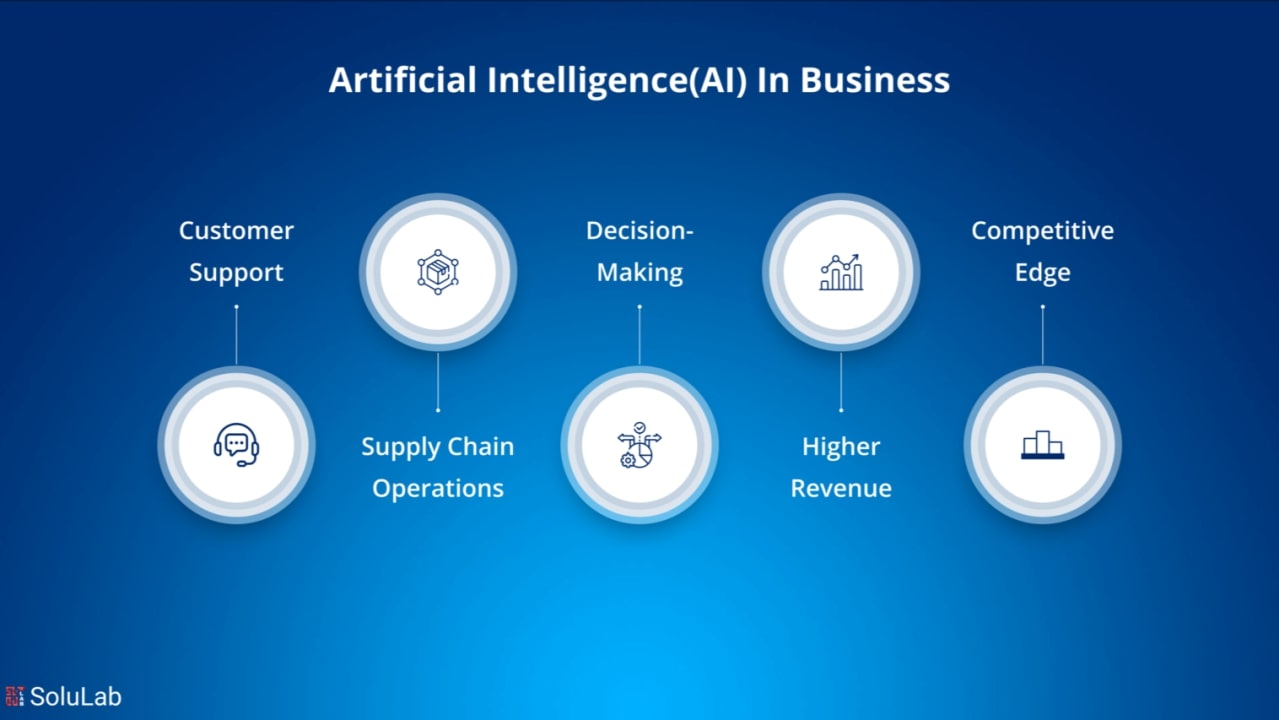 Artificial Intelligence(AI) In Business
Customer
Support
Supply Chain
Operations
Decision-
Making
Higher
Revenue
Competitive
Edge
SoluLab